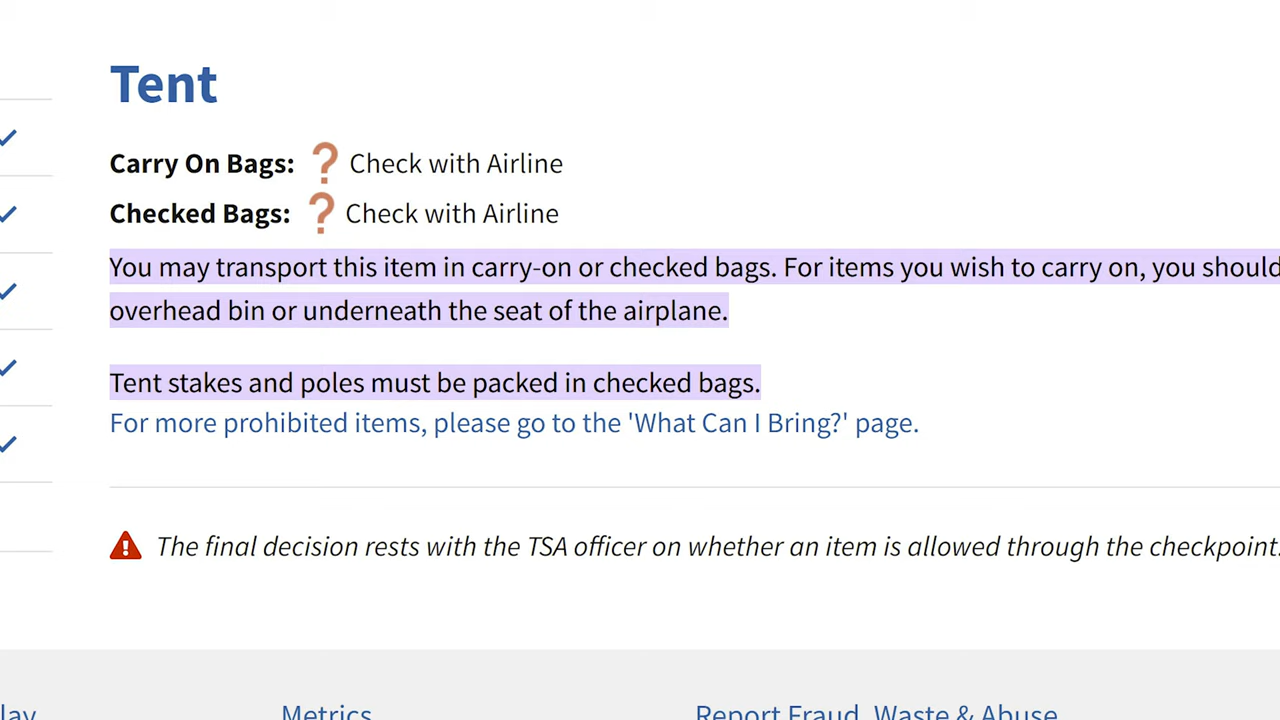 Tent
Carry On Bags: ❓ Check with Airline
Checked Bags: ❓ Check with Airline
You may transport this item in carry-on or checked bags. For items you wish to carry on, you should
overhead bin or underneath the seat of the airplane.
Tent stakes and poles must be packed in checked bags.
For more prohibited items, please go to the 'What Can I Bring?' page.
The final decision rests with the TSA officer on whether an item is allowed through the checkpoint.
lay Metrics Report Fraud, Waste & Abuse